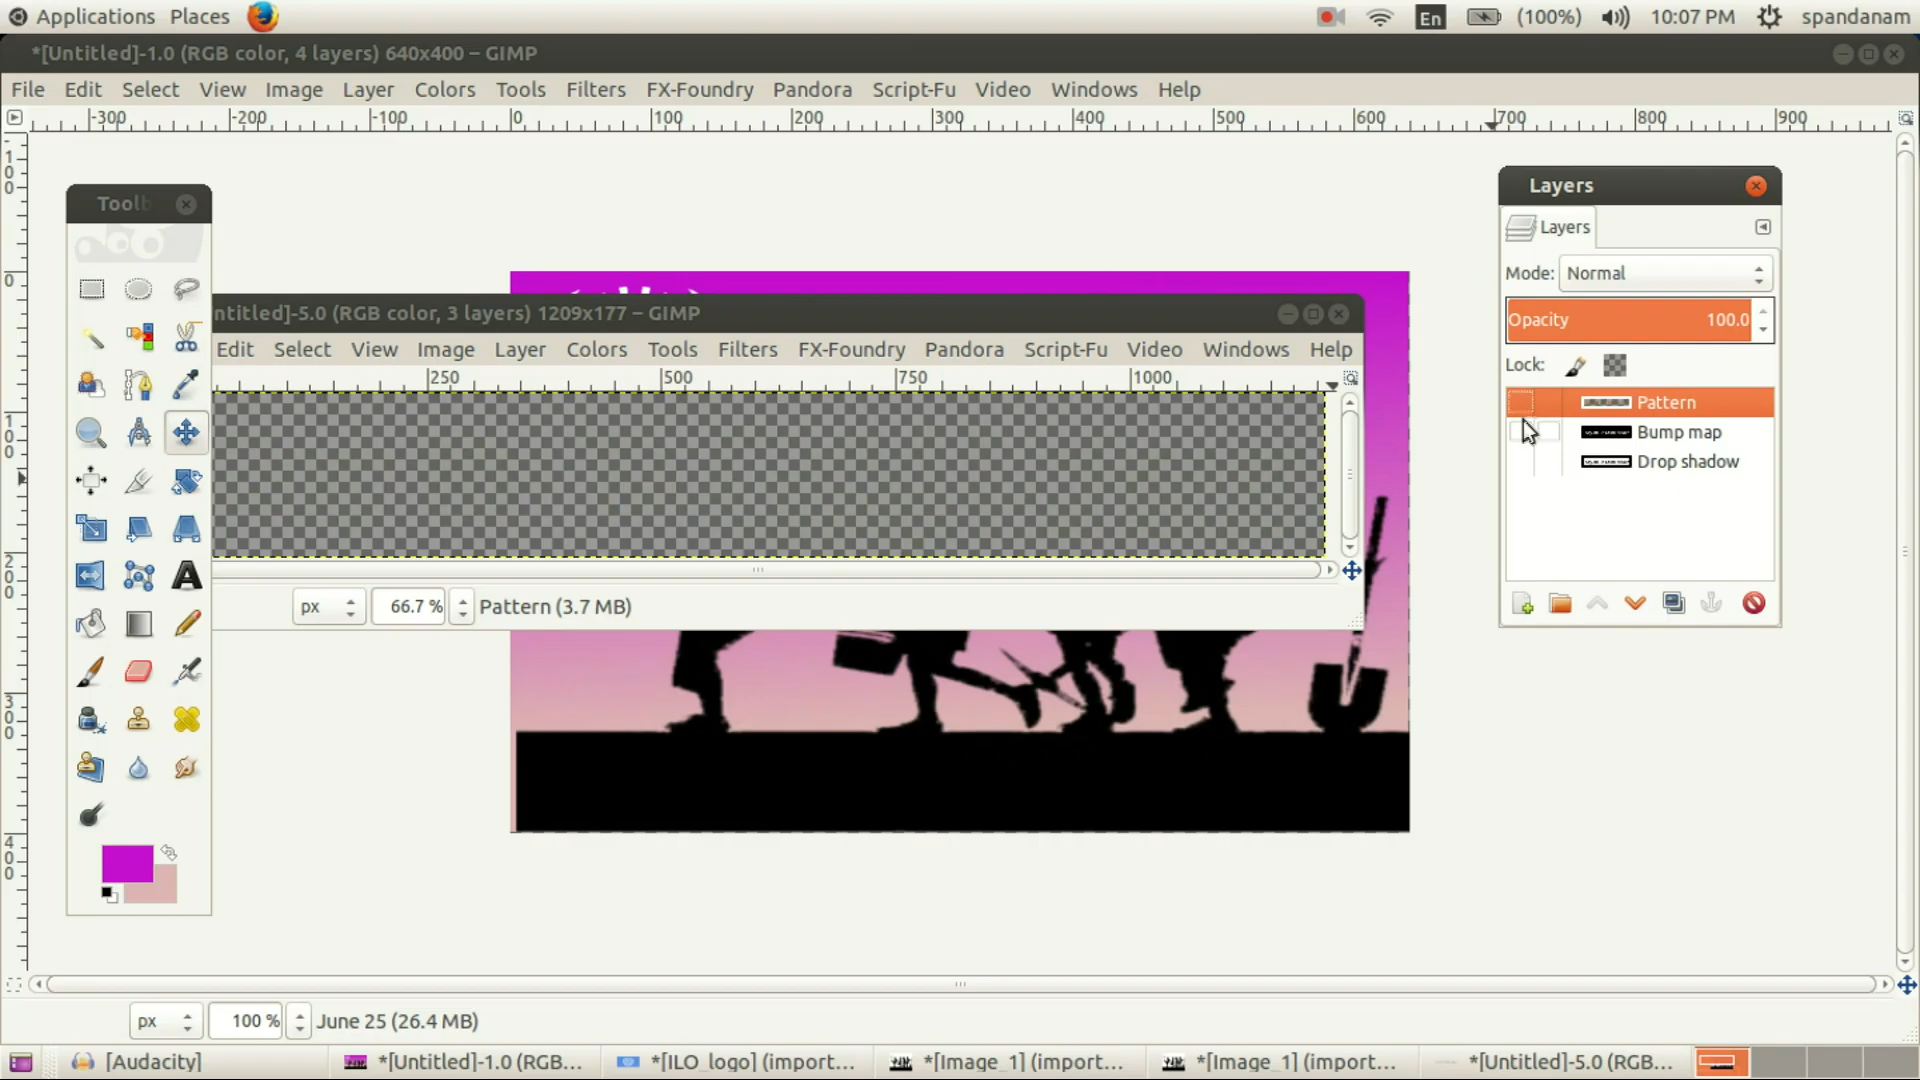 Applications Places En (100%) 10:07 PM spandanam
*[Untitled]-1.0 (RGB color, 4 layers) 640x400 – GIMP
File Edit Select View Image Layer Colors Tools Filters FX-Foundry Pandora Script-Fu Video Windows Help
-300 -200 -100 0 100 200 300 400 500 600 700 800 900
Toolb
Layers
Layers
Mode: Normal
Opacity 100.0
Lock:
Pattern
Bump map
Drop shadow
ntitled]-5.0 (RGB color, 3 layers) 1209x177 – GIMP
Edit Select View Image Layer Colors Tools Filters FX-Foundry Pandora Script-Fu Video Windows Help
250 500 750 1000
px 66.7 % Pattern (3.7 MB)
0
100
200
300
400
px 100 % June 25 (26.4 MB)
[Audacity] *[Untitled]-1.0 (RGB... *[ILO_logo] (import... *[Image_1] (import... *[Image_1] (import... *[Untitled]-5.0 (RGB...